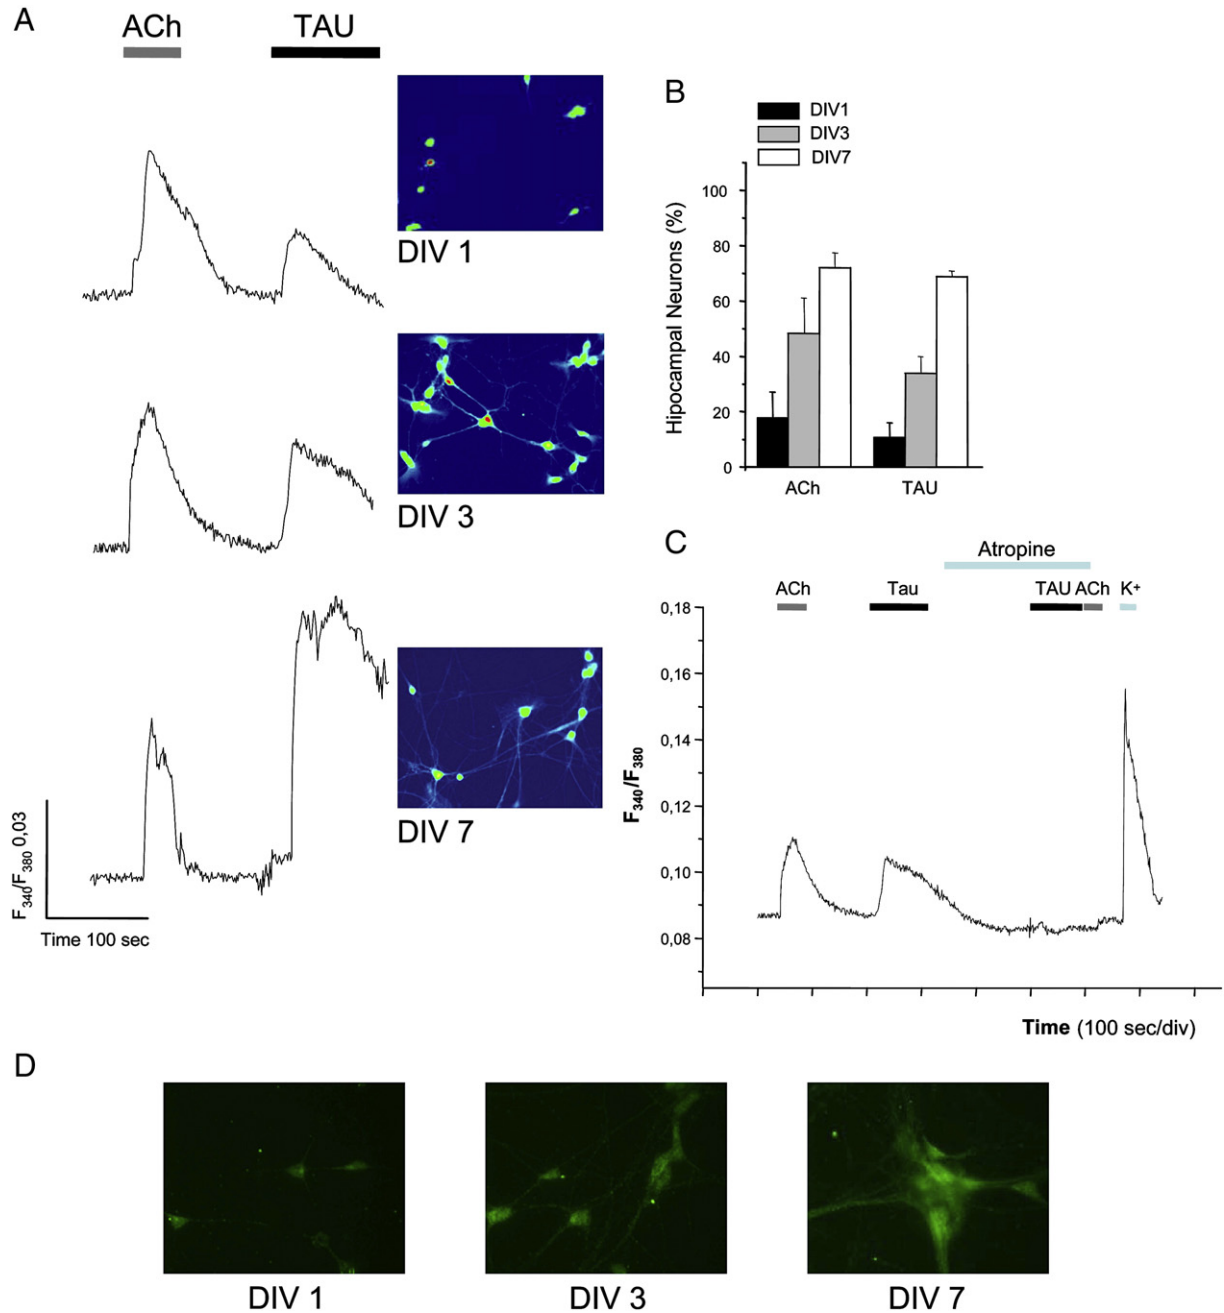 A
ACh TAU
DIV 1
DIV 3
DIV 7
F340/F380 0,03
Time 100 sec
B
DIV1
DIV3
DIV7
Hipocampal Neurons (%)
100
80
60
40
20
0
ACh TAU
C
Atropine
ACh Tau TAU ACh K+
F340/F380
0,18
0,16
0,14
0,12
0,10
0,08
Time (100 sec/div)
D
DIV 1 DIV 3 DIV 7